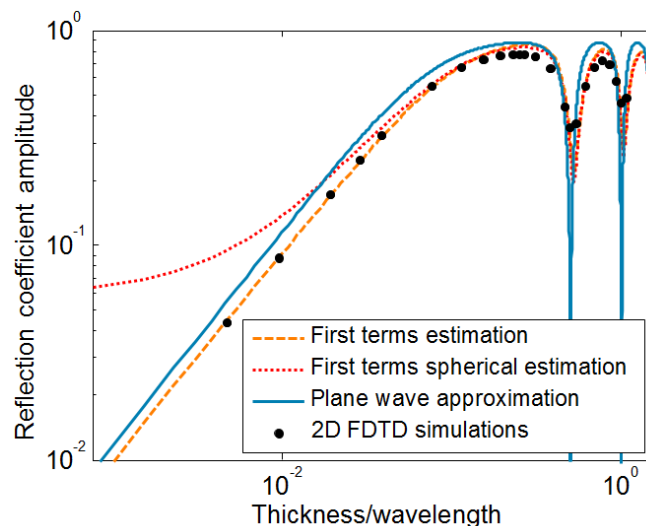 10^0
10^-1
10^-2
Reflection coefficient amplitude
First terms estimation
First terms spherical estimation
Plane wave approximation
2D FDTD simulations
10^-2
10^0
Thickness/wavelength